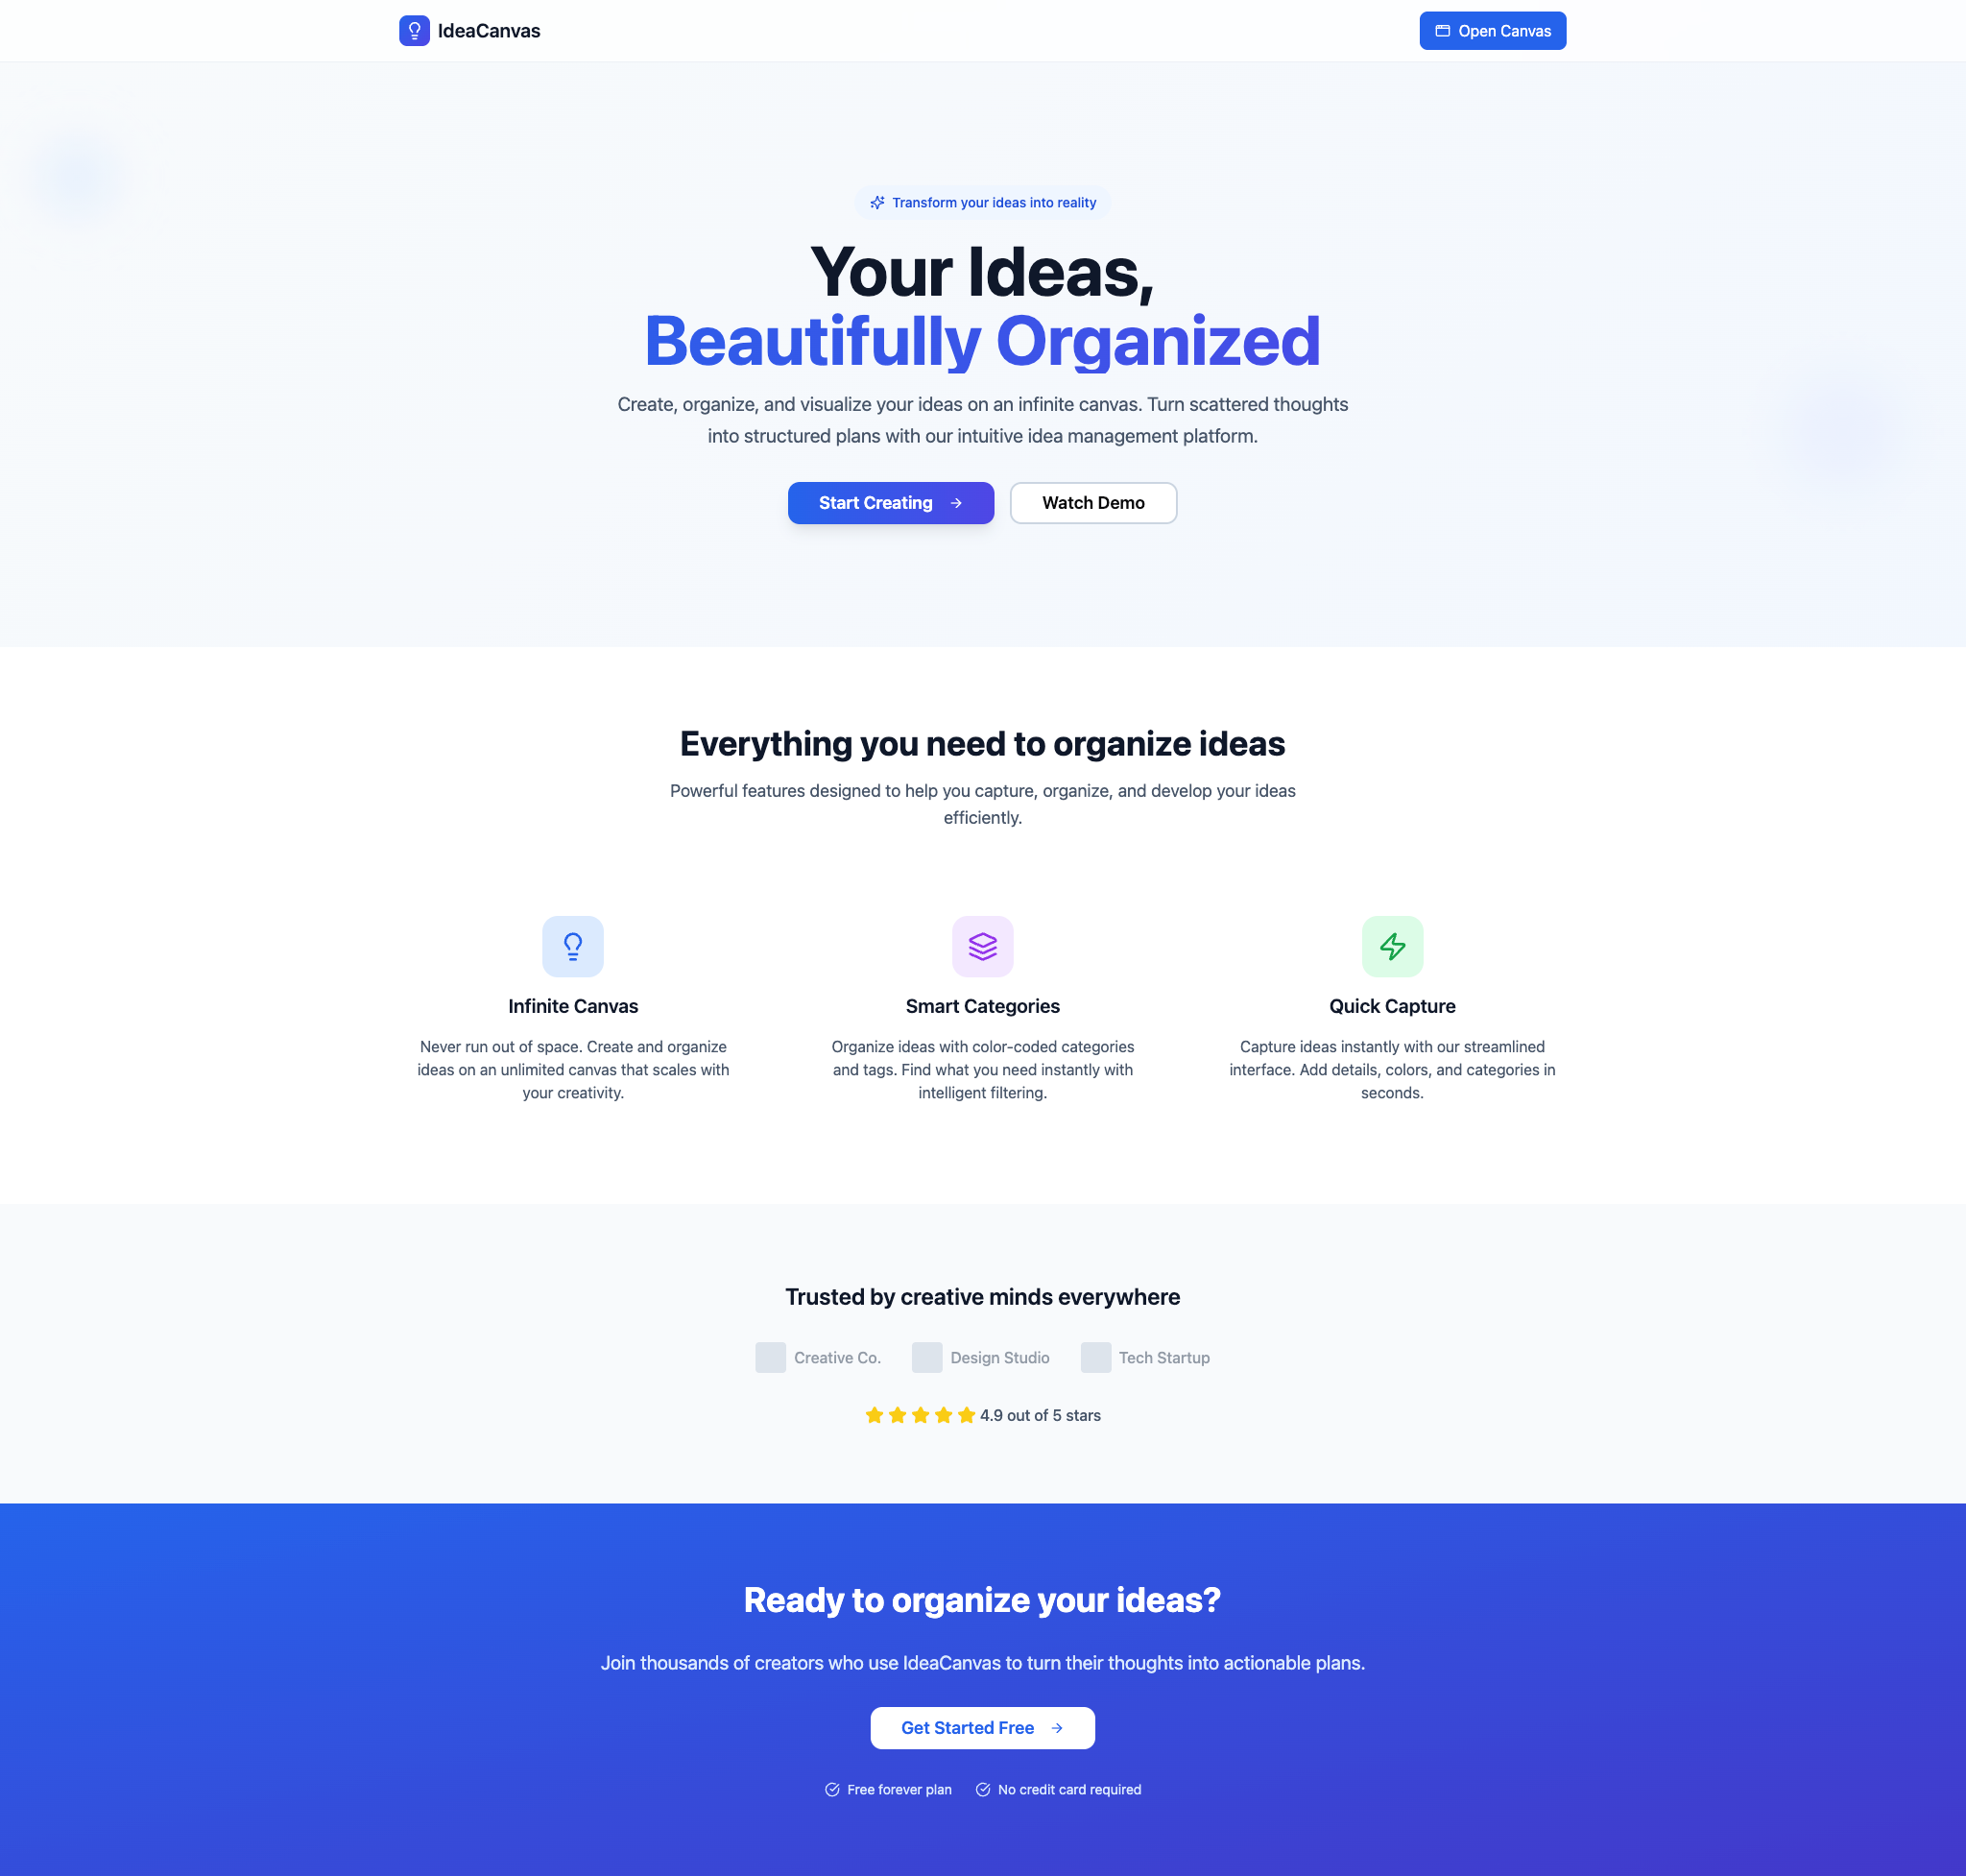 IdeaCanvas
Open Canvas
Transform your ideas into reality
Your Ideas,
Beautifully Organized
Create, organize, and visualize your ideas on an infinite canvas. Turn scattered thoughts
into structured plans with our intuitive idea management platform.
Start Creating
Watch Demo
Everything you need to organize ideas
Powerful features designed to help you capture, organize, and develop your ideas
efficiently.
Infinite Canvas
Never run out of space. Create and organize
ideas on an unlimited canvas that scales with
your creativity.
Smart Categories
Organize ideas with color-coded categories
and tags. Find what you need instantly with
intelligent filtering.
Quick Capture
Capture ideas instantly with our streamlined
interface. Add details, colors, and categories in
seconds.
Trusted by creative minds everywhere
Creative Co.
Design Studio
Tech Startup
4.9 out of 5 stars
Ready to organize your ideas?
Join thousands of creators who use IdeaCanvas to turn their thoughts into actionable plans.
Get Started Free
Free forever plan
No credit card required